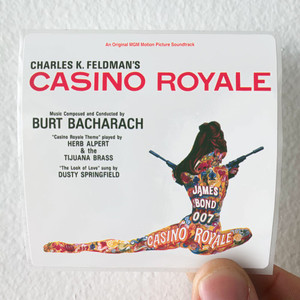 An Original MGM Motion Picture Soundtrack
CHARLES K. FELDMAN'S
CASINO ROYALE
Music Composed and Conducted by
BURT BACHARACH
"Casino Royale Theme" played by
HERB ALPERT
& the
TIJUANA BRASS
"The Look of Love" sung by
DUSTY SPRINGFIELD
JAMES
BOND
007
CASINO ROYALE